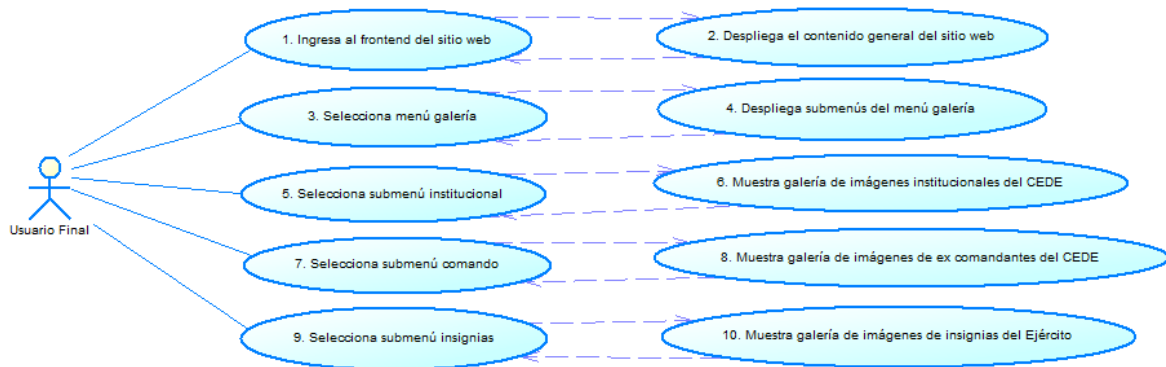 1. Ingresa al frontend del sitio web
2. Despliega el contenido general del sitio web
3. Selecciona menú galería
4. Despliega submenús del menú galería
5. Selecciona submenú institucional
6. Muestra galería de imágenes institucionales del CEDE
Usuario Final
7. Selecciona submenú comando
8. Muestra galería de imágenes de ex comandantes del CEDE
9. Selecciona submenú insignias
10. Muestra galería de imágenes de insignias del Ejército